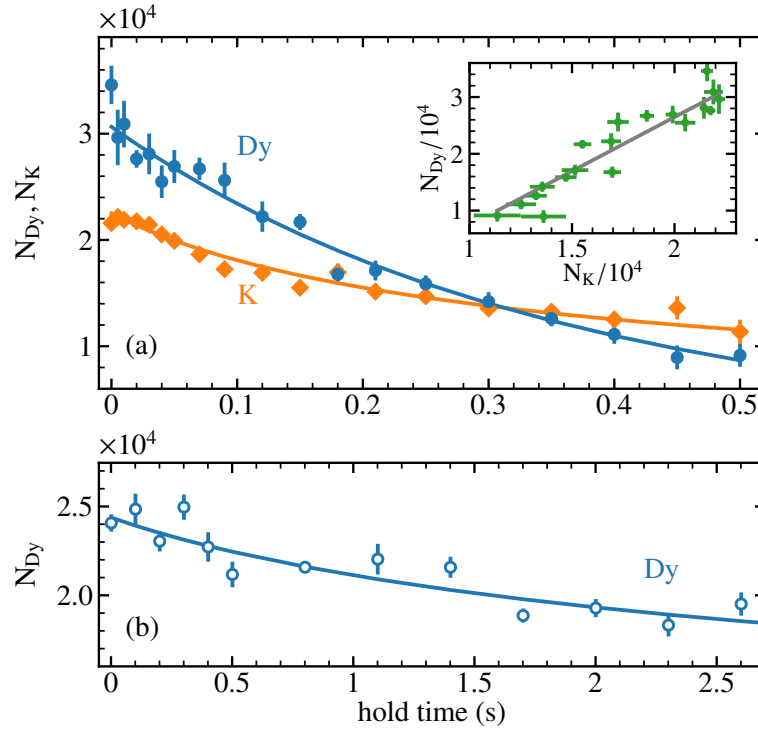 ×10⁴
N_Dy, N_K
3
2
1
Dy
K
(a)
N_Dy/10⁴
3
2
1
1 1.5 2
N_K/10⁴
0 0.1 0.2 0.3 0.4 0.5
×10⁴
N_Dy
2.5
2.0
Dy
(b)
0 0.5 1 1.5 2 2.5
hold time (s)